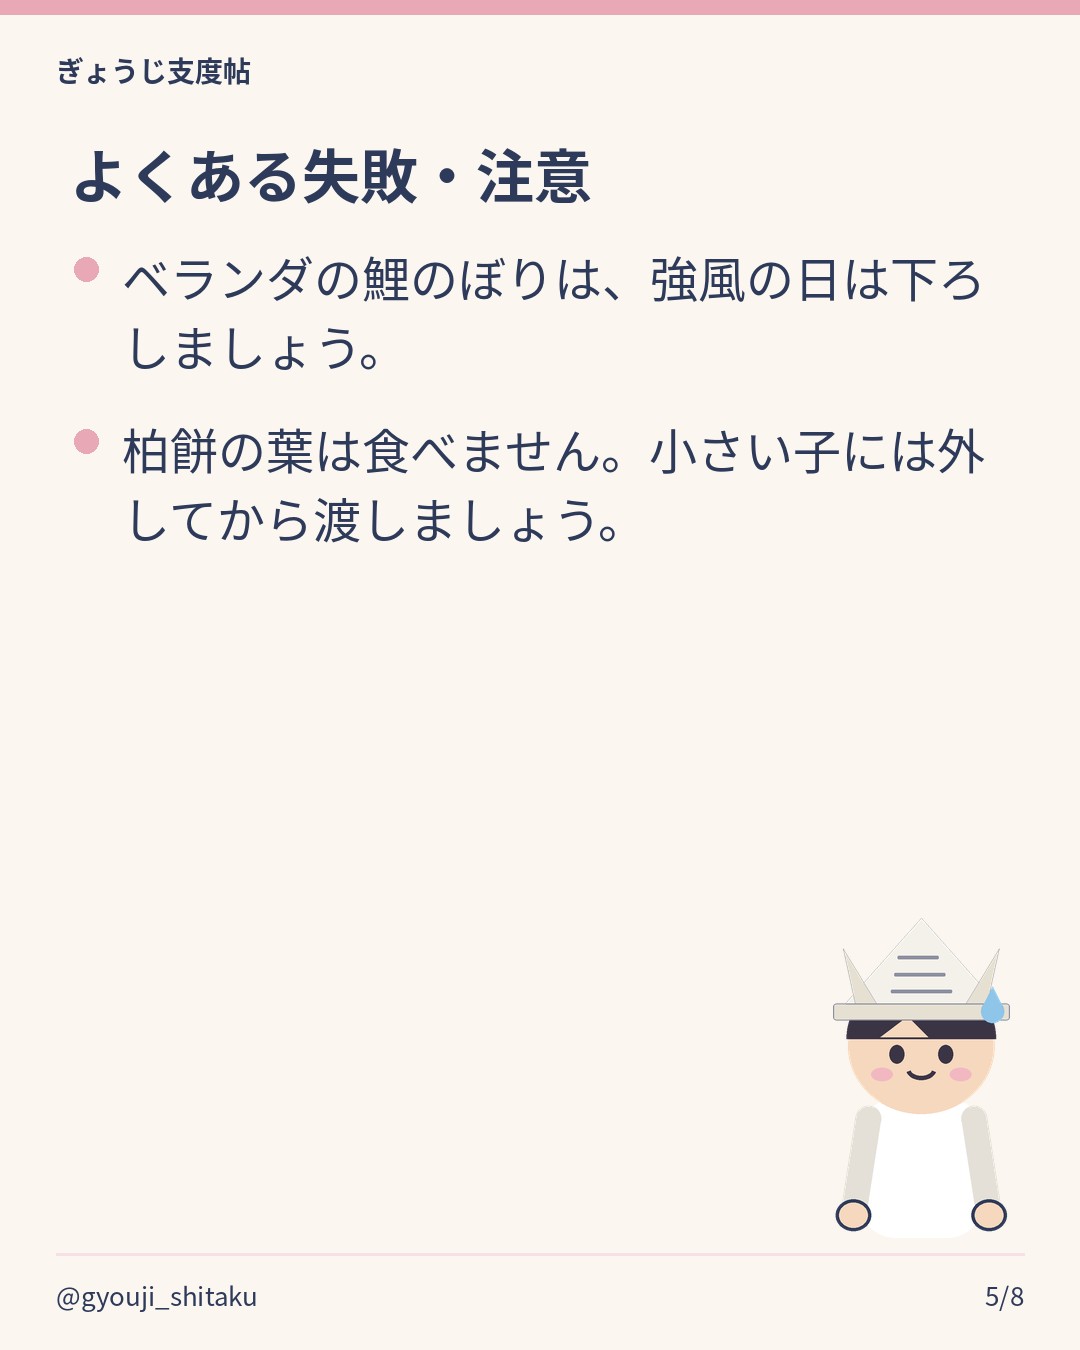 ぎょうじ支度帖
よくある失敗・注意
ベランダの鯉のぼりは、強風の日は下ろ
しましょう。
柏餅の葉は食べません。小さい子には外
してから渡しましょう。
@gyouji_shitaku
5/8